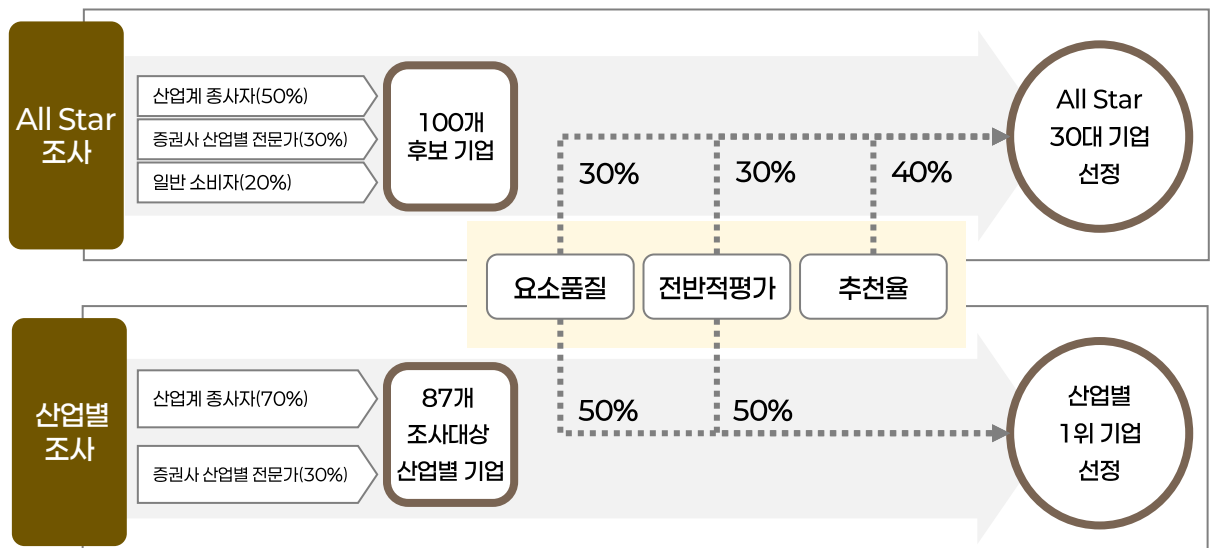 All Star
조사
산업계 종사자(50%)
증권사 산업별 전문가(30%)
일반 소비자(20%)
100개
후보 기업
30%
30%
40%
All Star
30대 기업
선정
요소품질
전반적평가
추천율
산업별
조사
산업계 종사자(70%)
증권사 산업별 전문가(30%)
87개
조사대상
산업별 기업
50%
50%
산업별
1위 기업
선정